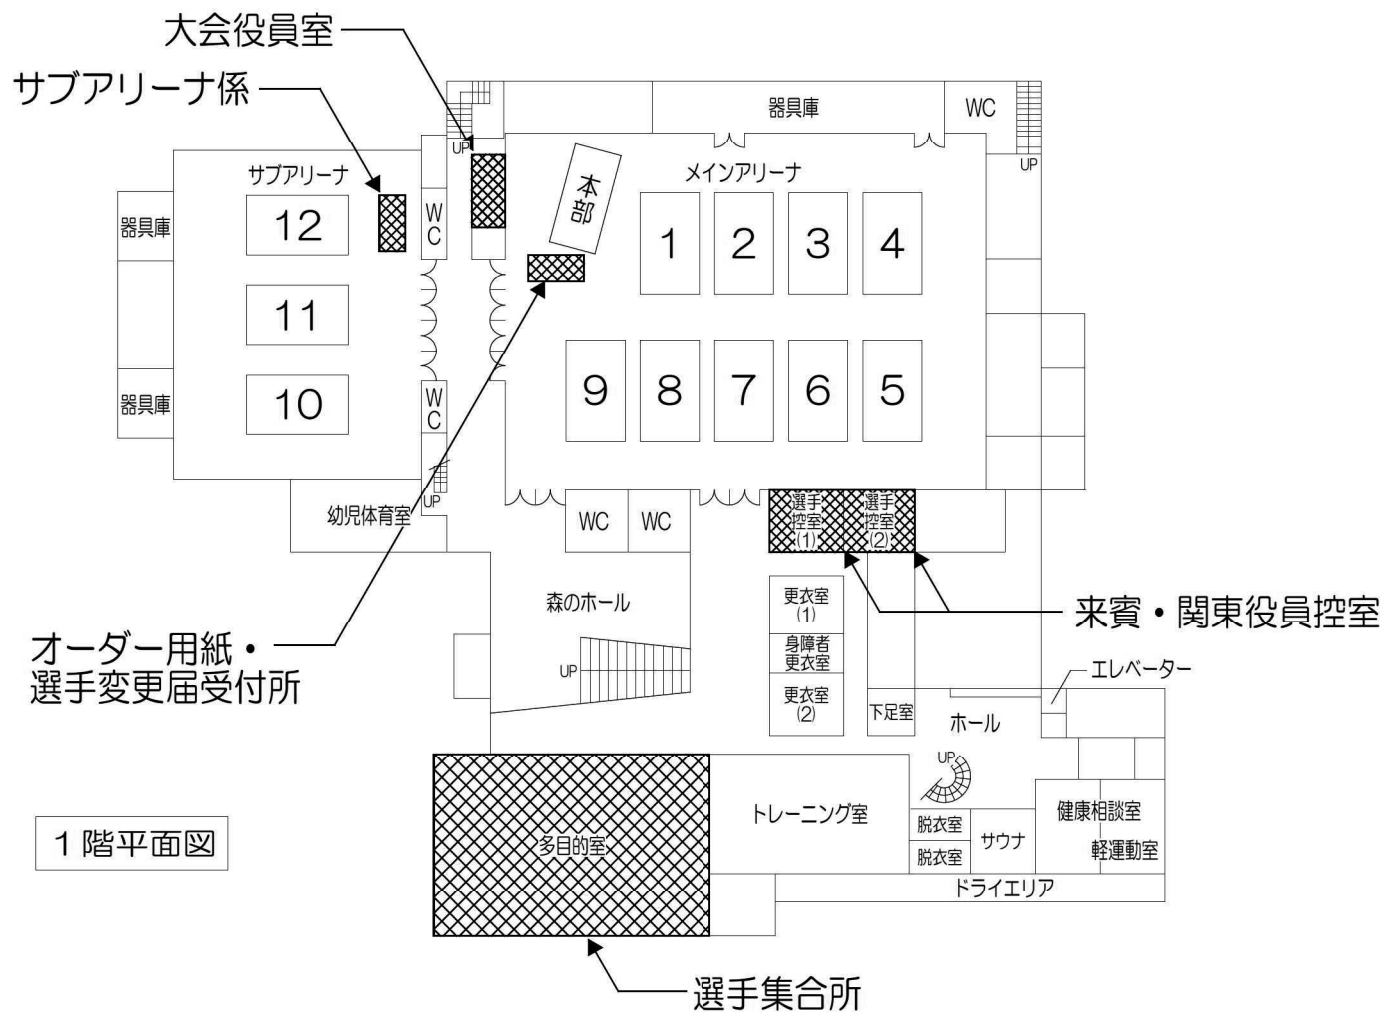 大会役員室
サブアリーナ係
器具庫
WC
UP
UP
サブアリーナ
メインアリーナ
本部
器具庫
12
WC
1
2
3
4
11
器具庫
10
WC
9
8
7
6
5
UP
幼児体育室
WC
WC
選手控室(1)
選手控室(2)
森のホール
更衣室(1)
来賓・関東役員控室
オーダー用紙・
選手変更届受付所
UP
身障者
更衣室
エレベーター
更衣室(2)
下足室
ホール
UP
1階平面図
多目的室
トレーニング室
脱衣室
サウナ
健康相談室
脱衣室
軽運動室
ドライエリア
選手集合所